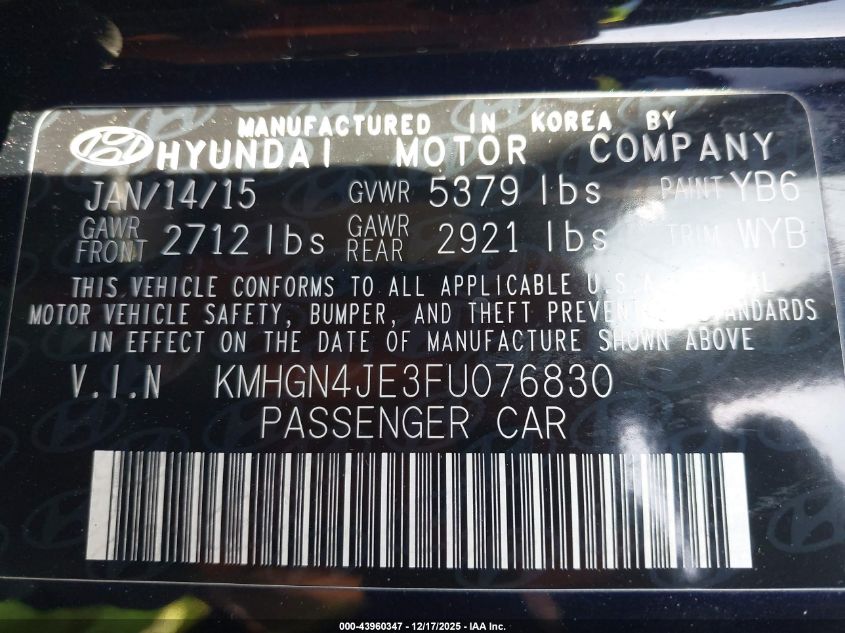 MANUFACTURED IN KOREA BY
HYUNDAI MOTOR COMPANY
JAN/14/15 GVWR 5379 lbs PAINT YB6
GAWR FRONT 2712 lbs GAWR REAR 2921 lbs TRIM WYB
THIS VEHICLE CONFORMS TO ALL APPLICABLE U.S.A
MOTOR VEHICLE SAFETY, BUMPER, AND THEFT STANDARDS
IN EFFECT ON THE DATE OF MANUFACTURE SHOWN ABOVE
V.I.N KMHGN4JE3FU076830
PASSENGER CAR
000-43960347 / 12/17/2025 - IAA Inc.